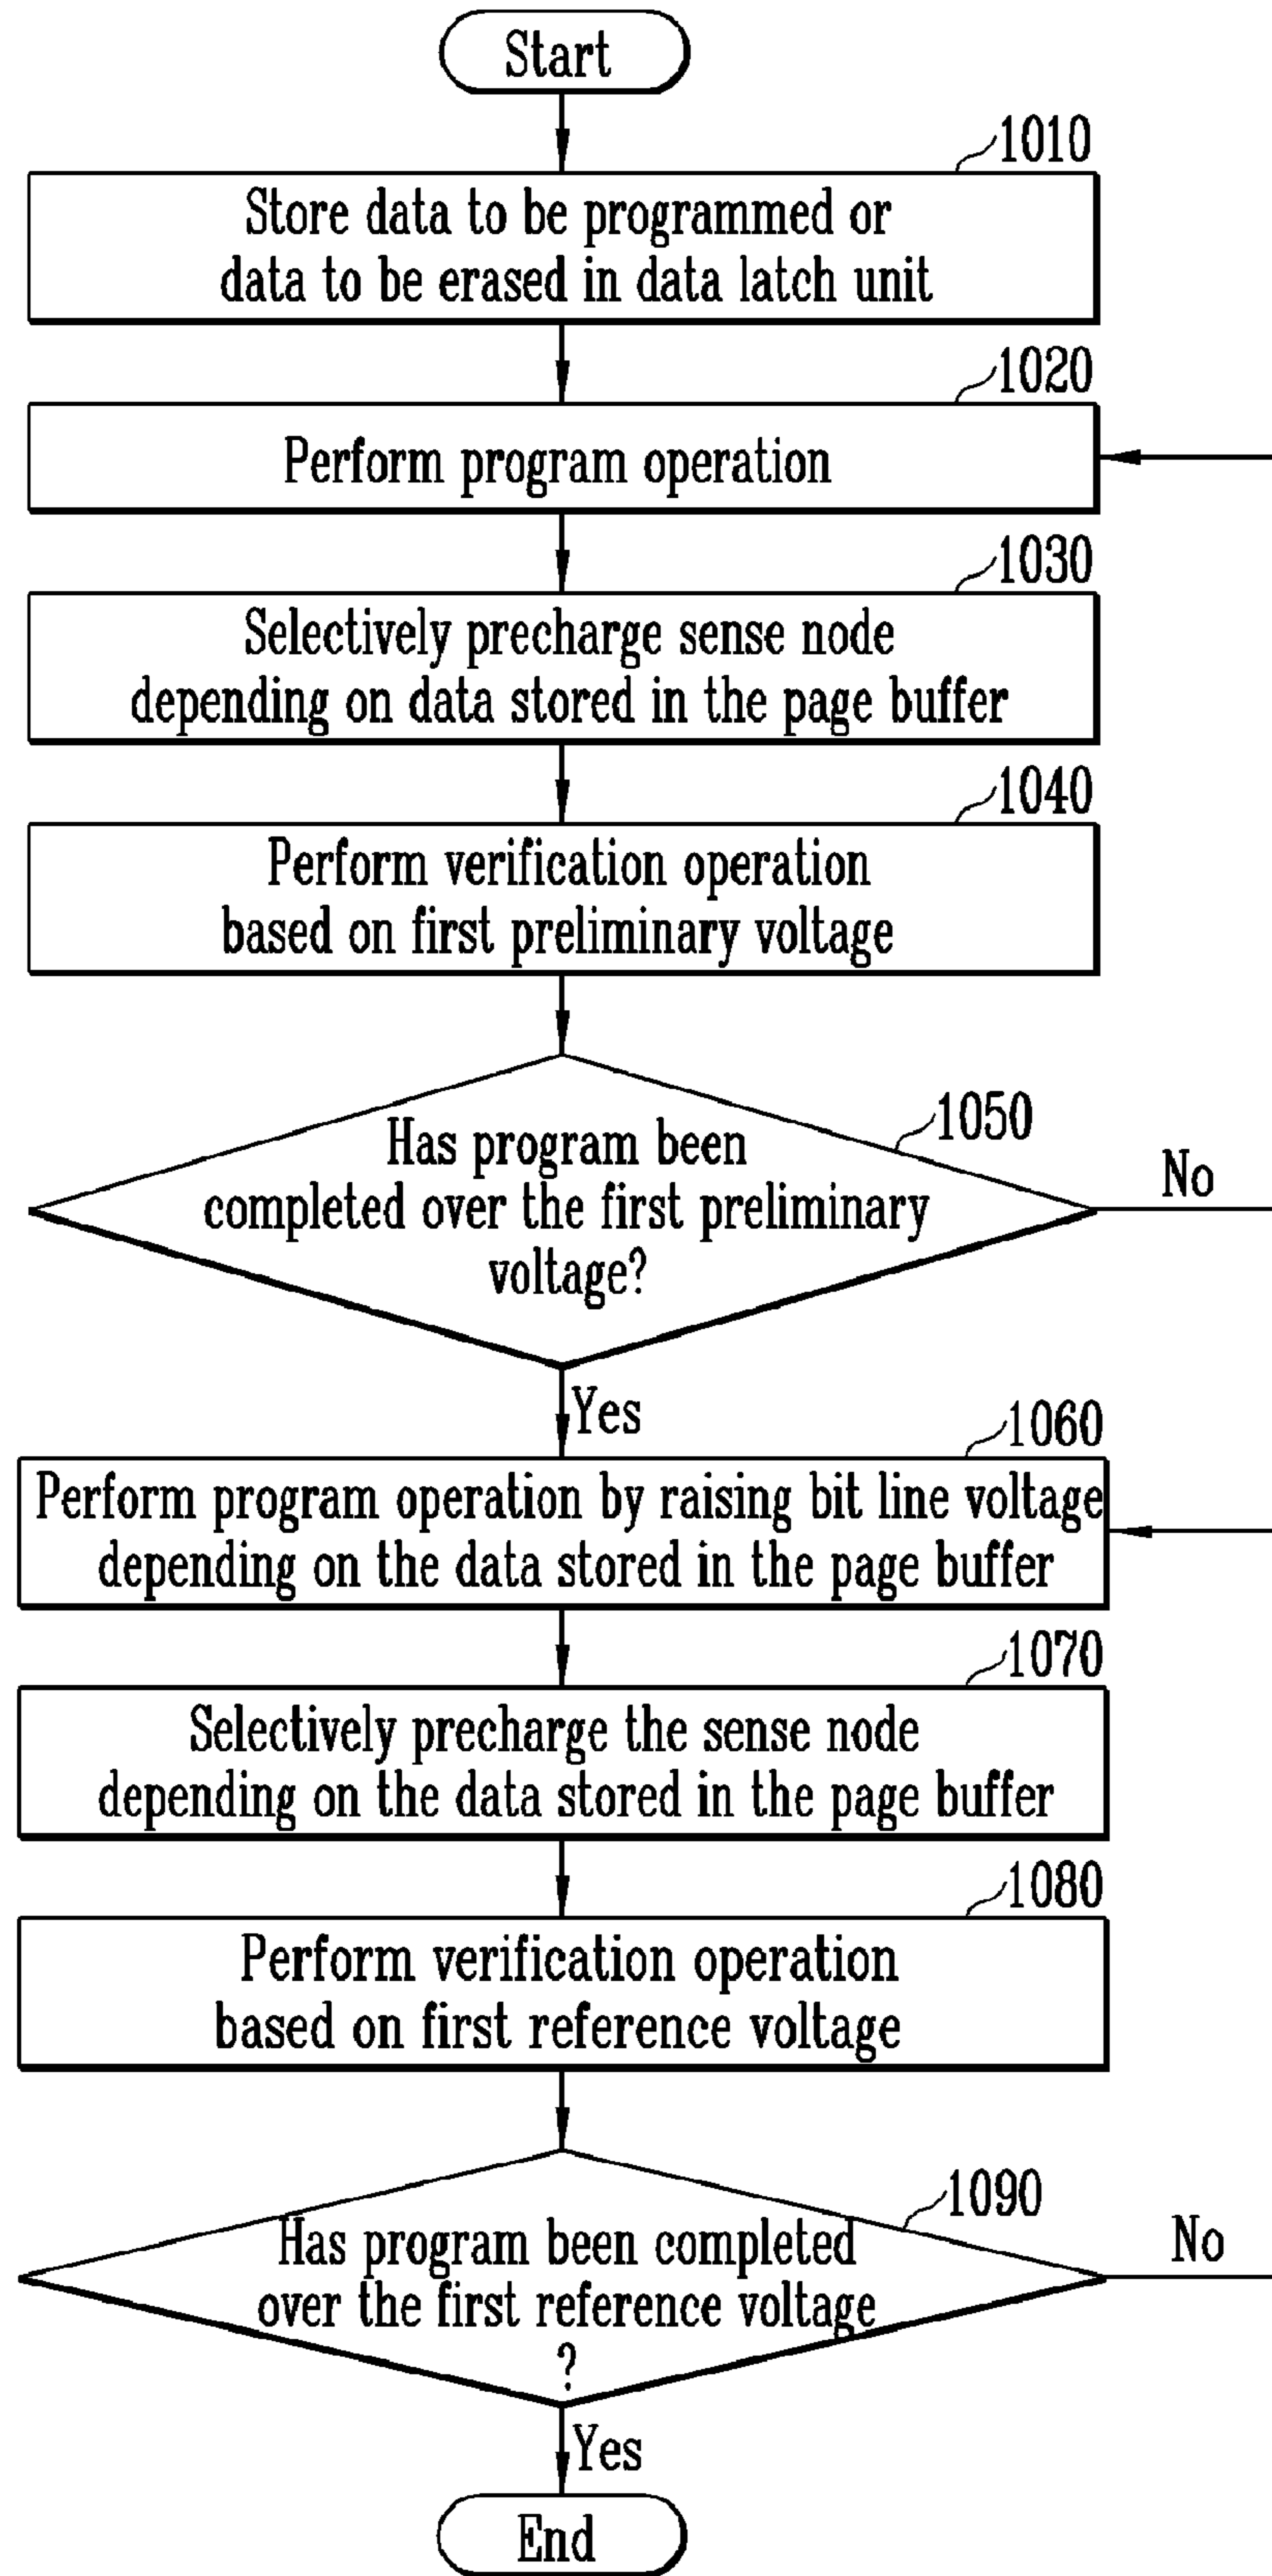 Start
1010
Store data to be programmed or
data to be erased in data latch unit
1020
Perform program operation
1030
Selectively precharge sense node
depending on data stored in the page buffer
1040
Perform verification operation
based on first preliminary voltage
1050
Has program been
completed over the first preliminary
voltage?
No
Yes
1060
Perform program operation by raising bit line voltage
depending on the data stored in the page buffer
1070
Selectively precharge the sense node
depending on the data stored in the page buffer
1080
Perform verification operation
based on first reference voltage
1090
Has program been completed
over the first reference voltage
?
No
Yes
End